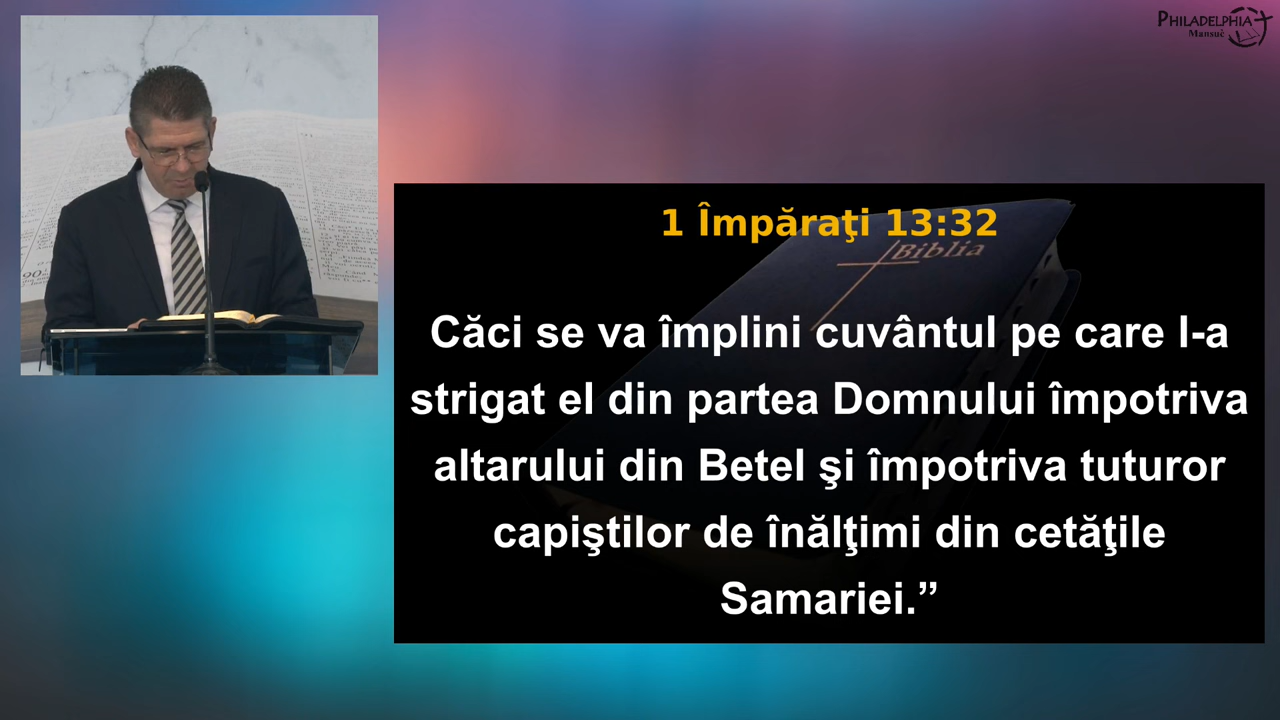 PHILADELPHIA
Mansuè
1 Împăraţi 13:32
Biblia
Căci se va împlini cuvântul pe care l-a
strigat el din partea Domnului împotriva
altarului din Betel şi împotriva tuturor
capiştilor de înălţimi din cetăţile
Samariei.”